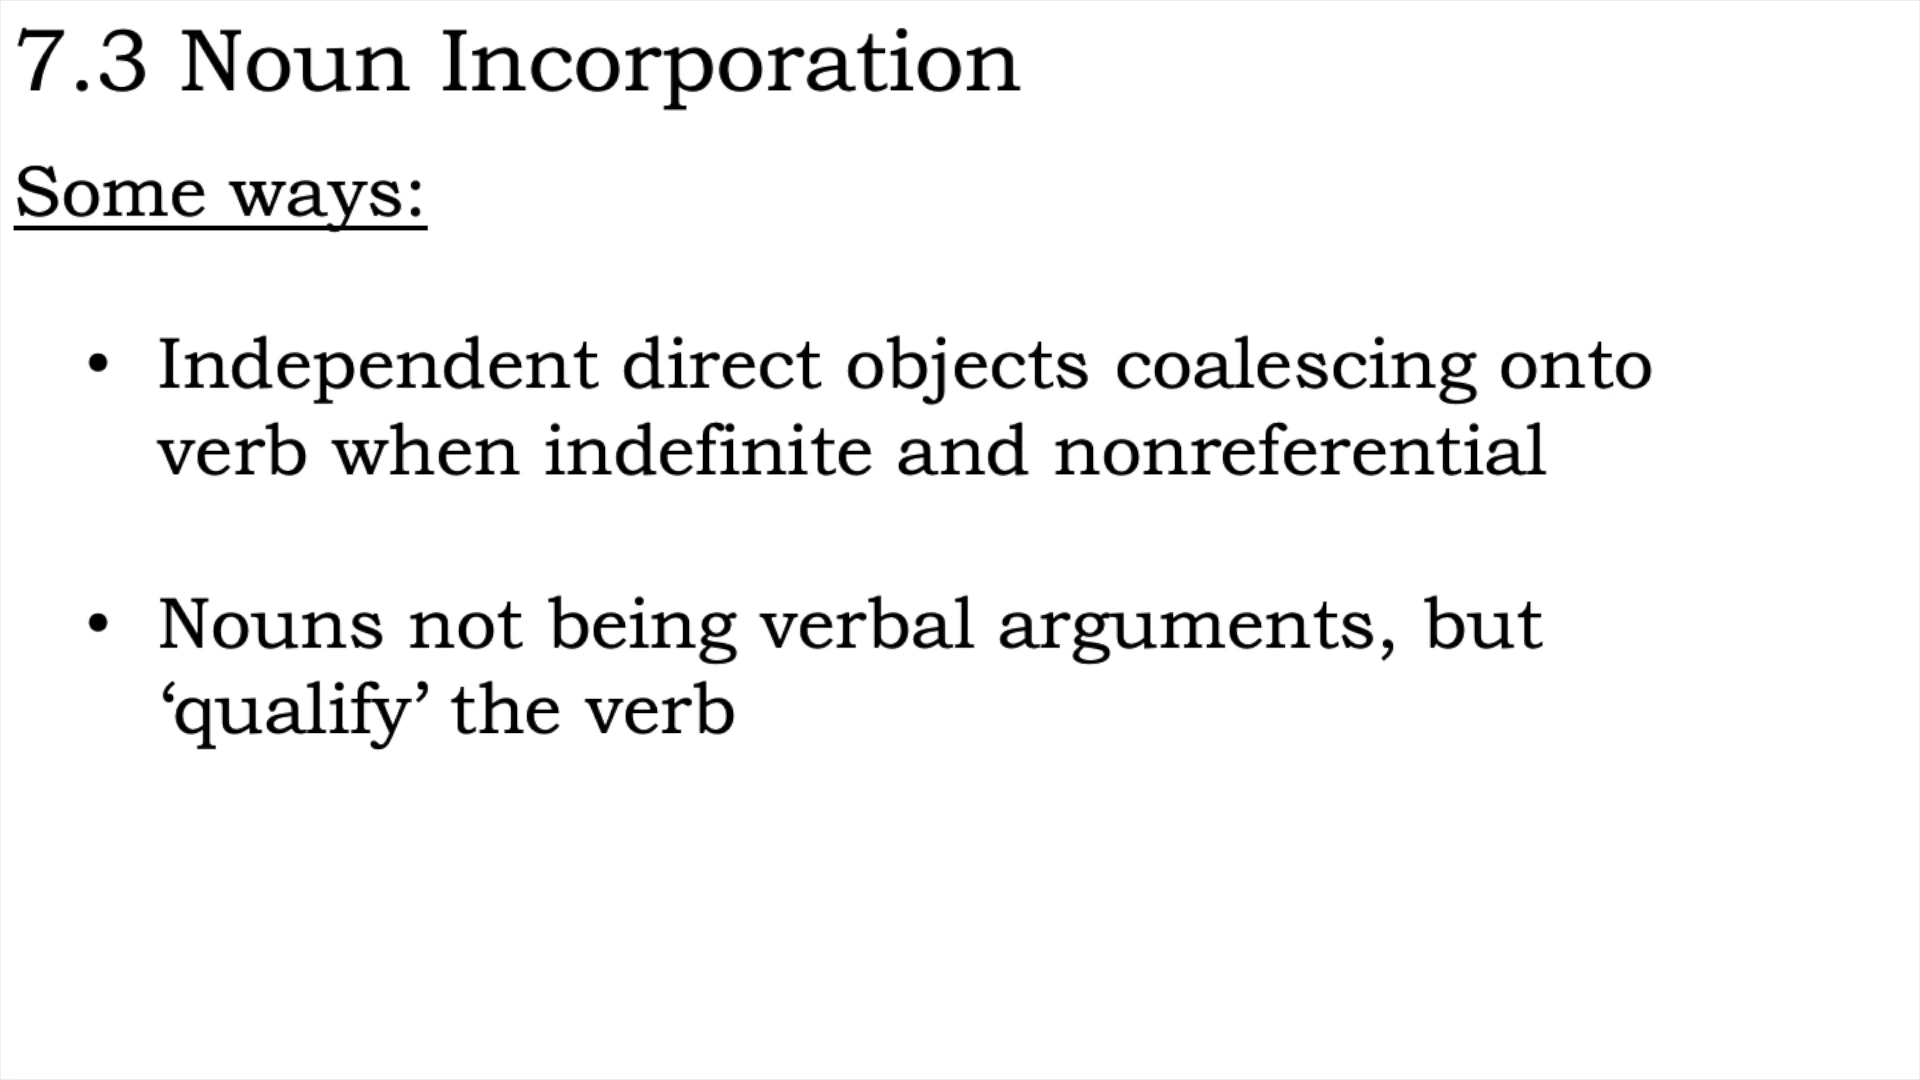 7.3 Noun Incorporation
Some ways:
• Independent direct objects coalescing onto
verb when indefinite and nonreferential
• Nouns not being verbal arguments, but
‘qualify’ the verb